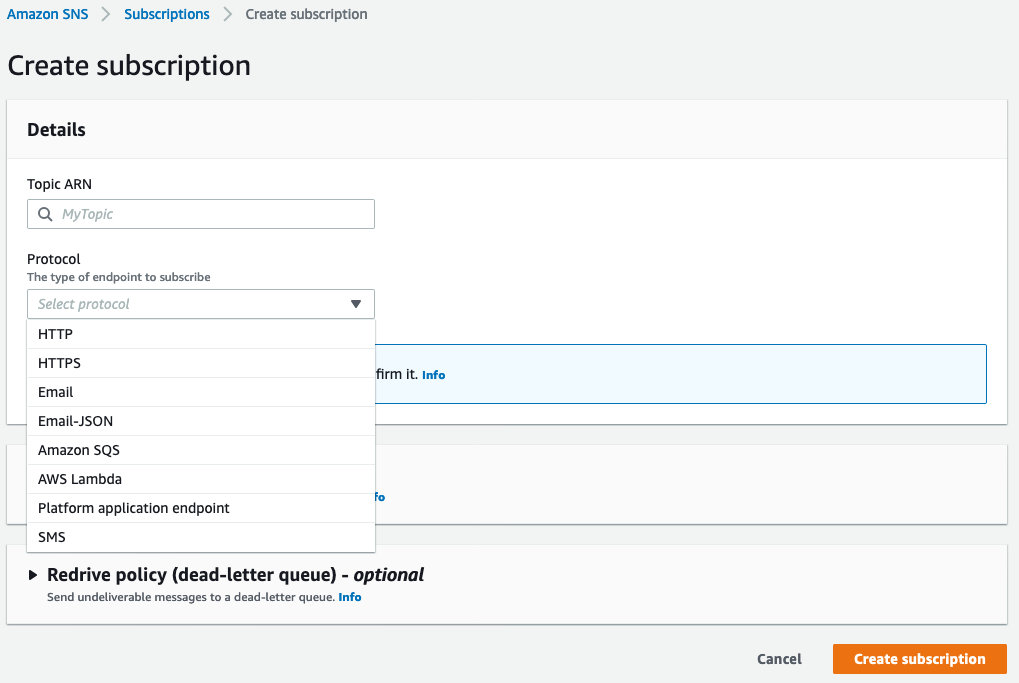 Amazon SNS > Subscriptions > Create subscription
Create subscription
Details
Topic ARN
MyTopic
Protocol
The type of endpoint to subscribe
Select protocol
HTTP
HTTPS
firm it. Info
Email
Email-JSON
Amazon SQS
AWS Lambda
fo
Platform application endpoint
SMS
Redrive policy (dead-letter queue) - optional
Send undeliverable messages to a dead-letter queue. Info
Cancel
Create subscription